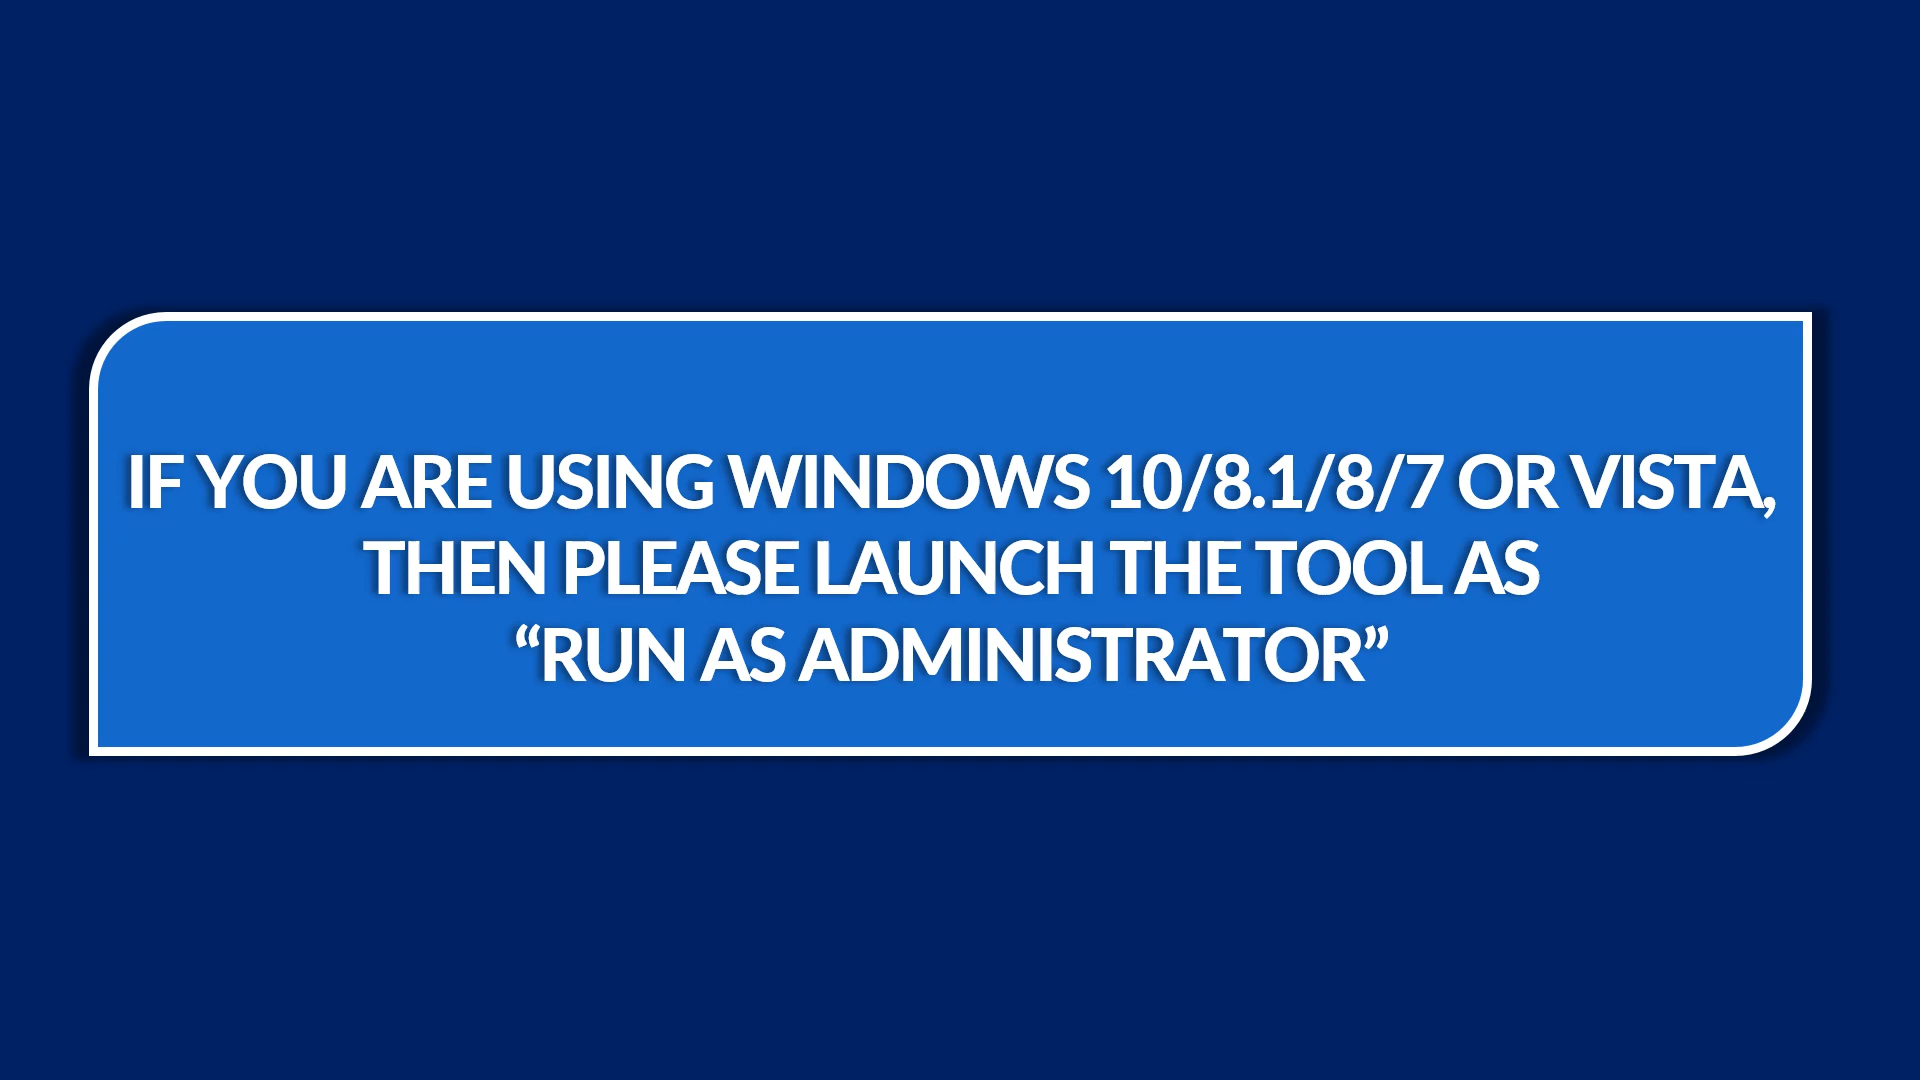 IF YOU ARE USING WINDOWS 10/8.1/8/7 OR VISTA,
THEN PLEASE LAUNCH THE TOOL AS
“RUN AS ADMINISTRATOR”